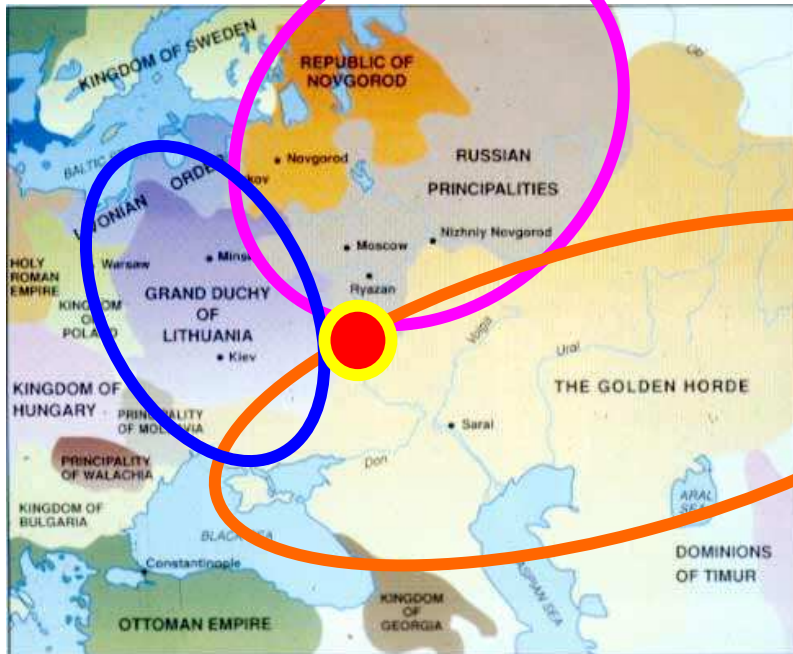 KINGDOM OF SWEDEN
REPUBLIC OF
NOVGOROD
Ob
BALTIC
LIVONIAN ORDER
Novgorod
kov
RUSSIAN
PRINCIPALITIES
Nizhniy Novgorod
Moscow
Ryazan
HOLY
ROMAN
EMPIRE
Warsaw
Minsk
KINGDOM
OF
POLAND
GRAND DUCHY
OF
LITHUANIA
Kiev
Volga
Ural
THE GOLDEN HORDE
KINGDOM OF
HUNGARY
PRINCIPALITY
OF MOLDAVIA
Sarai
Don
PRINCIPALITY
OF WALACHIA
KINGDOM OF
BULGARIA
BLACK SEA
ARAL
SEA
Constantinople
DOMINIONS
OF TIMUR
CASPIAN SEA
KINGDOM
OF
GEORGIA
OTTOMAN EMPIRE